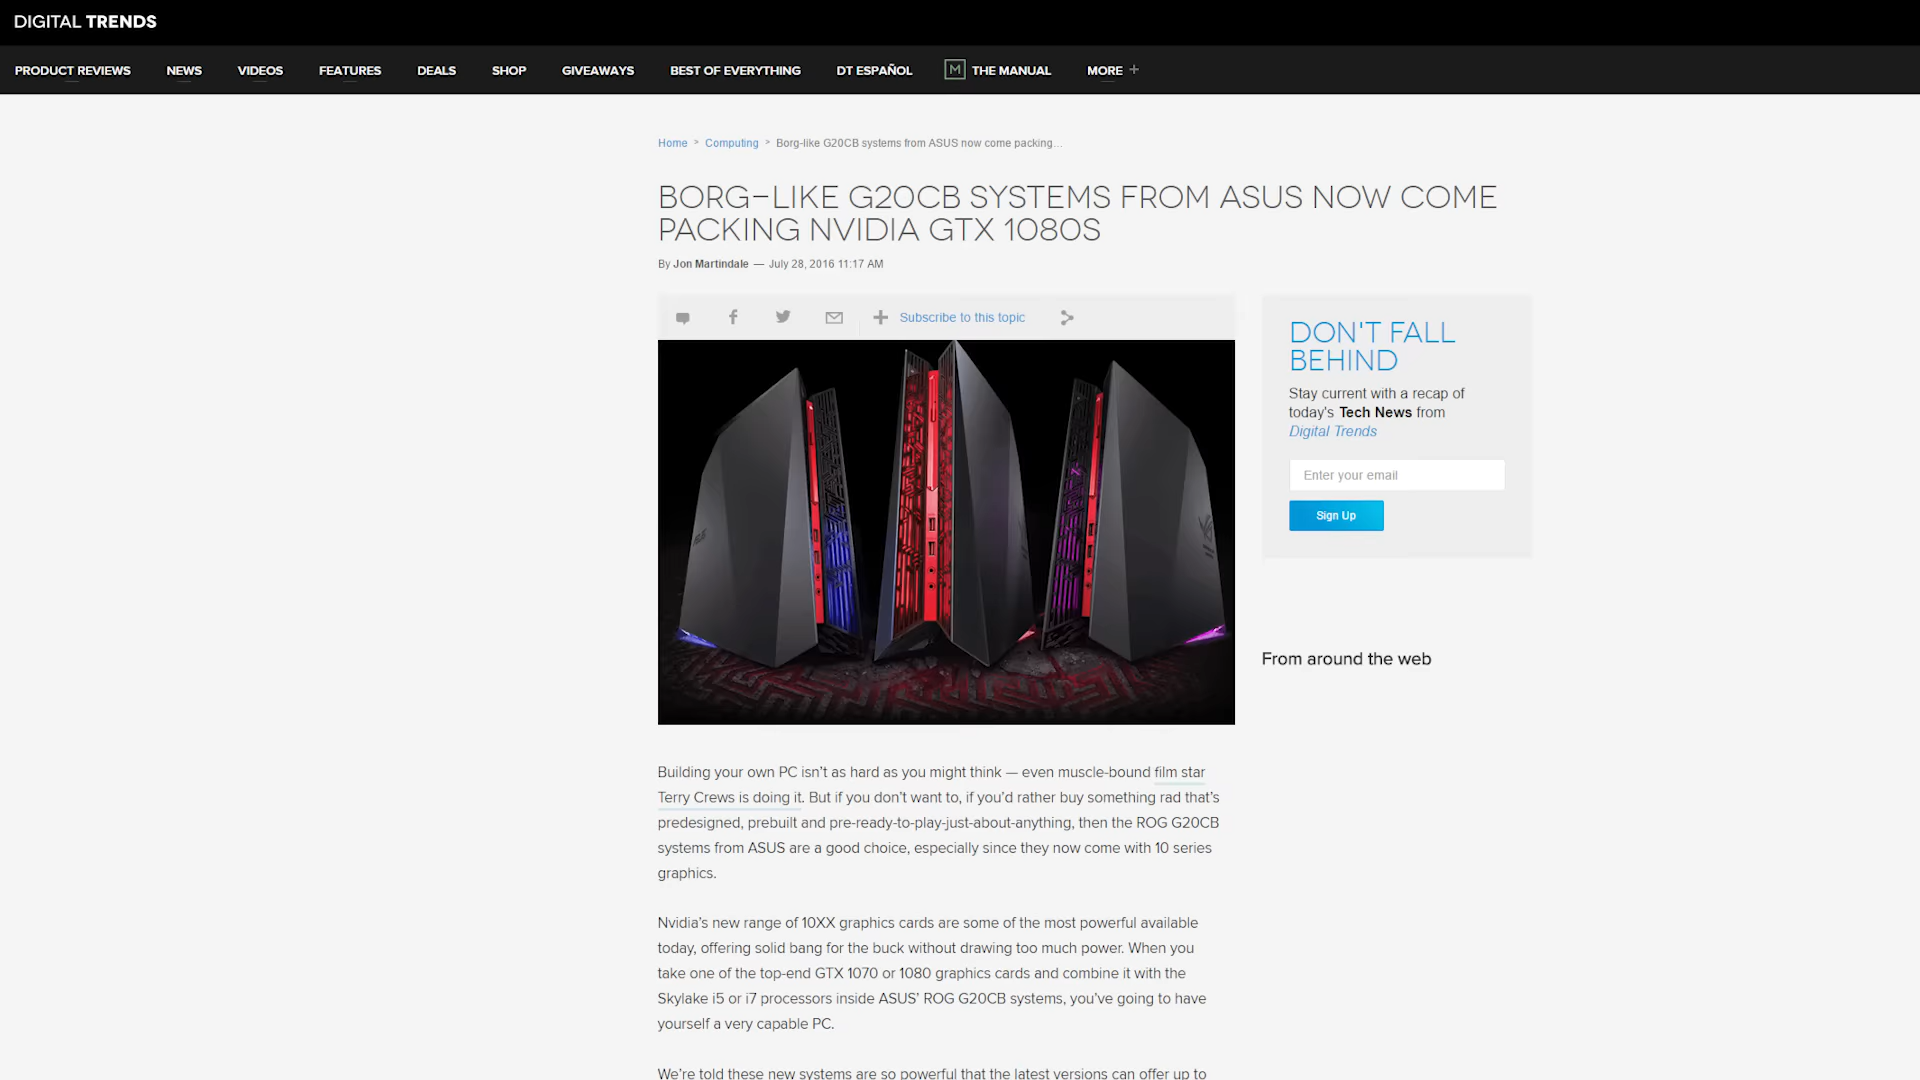 DIGITAL TRENDS
PRODUCT REVIEWS NEWS VIDEOS FEATURES DEALS SHOP GIVEAWAYS BEST OF EVERYTHING DT ESPAÑOL M THE MANUAL MORE +
Home > Computing > Borg-like G20CB systems from ASUS now come packing…
BORG-LIKE G20CB SYSTEMS FROM ASUS NOW COME
PACKING NVIDIA GTX 1080S
By Jon Martindale — July 28, 2016 11:17 AM
Subscribe to this topic
Building your own PC isn't as hard as you might think — even muscle-bound film star
Terry Crews is doing it. But if you don't want to, if you'd rather buy something rad that's
predesigned, prebuilt and pre-ready-to-play-just-about-anything, then the ROG G20CB
systems from ASUS are a good choice, especially since they now come with 10 series
graphics.
Nvidia's new range of 10XX graphics cards are some of the most powerful available
today, offering solid bang for the buck without drawing too much power. When you
take one of the top-end GTX 1070 or 1080 graphics cards and combine it with the
Skylake i5 or i7 processors inside ASUS' ROG G20CB systems, you've going to have
yourself a very capable PC.
We're told these new systems are so powerful that the latest versions can offer up to
DON'T FALL
BEHIND
Stay current with a recap of
today's Tech News from
Digital Trends
Enter your email
Sign Up
From around the web